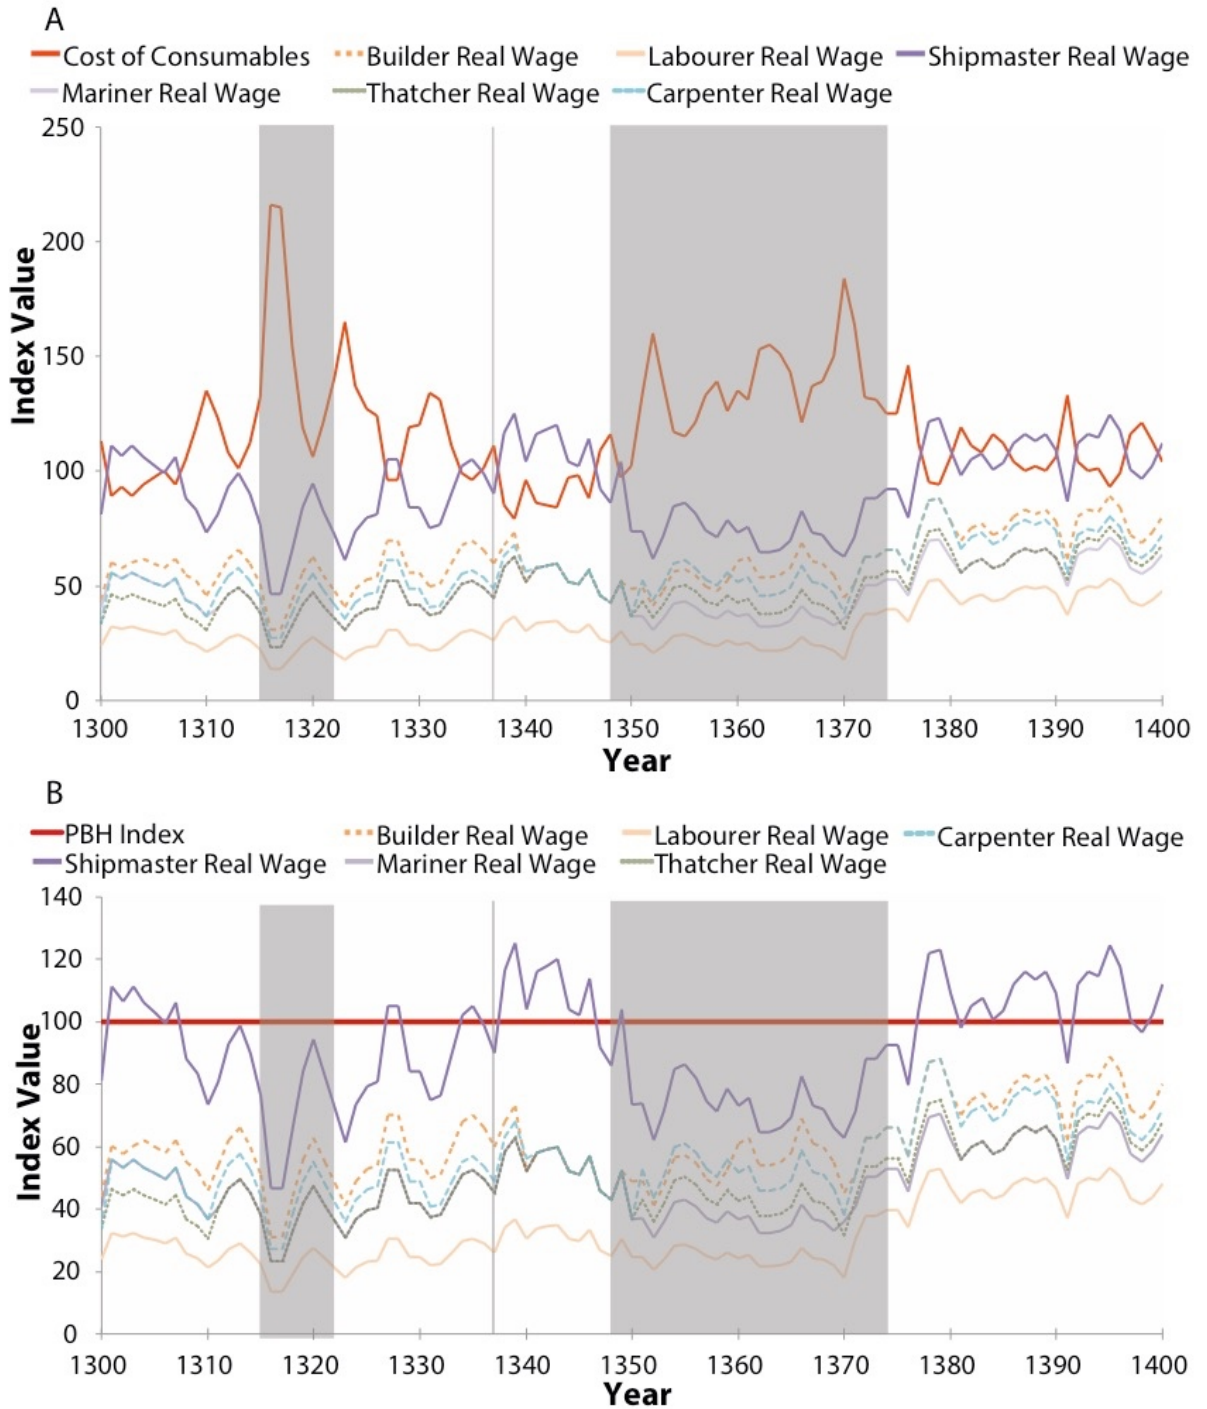 A
Cost of Consumables Builder Real Wage Labourer Real Wage Shipmaster Real Wage
Mariner Real Wage Thatcher Real Wage Carpenter Real Wage
250
200
150
100
50
0
Index Value
1300 1310 1320 1330 1340 1350 1360 1370 1380 1390 1400
Year
B
PBH Index Builder Real Wage Labourer Real Wage Carpenter Real Wage
Shipmaster Real Wage Mariner Real Wage Thatcher Real Wage
140
120
100
80
60
40
20
0
Index Value
1300 1310 1320 1330 1340 1350 1360 1370 1380 1390 1400
Year